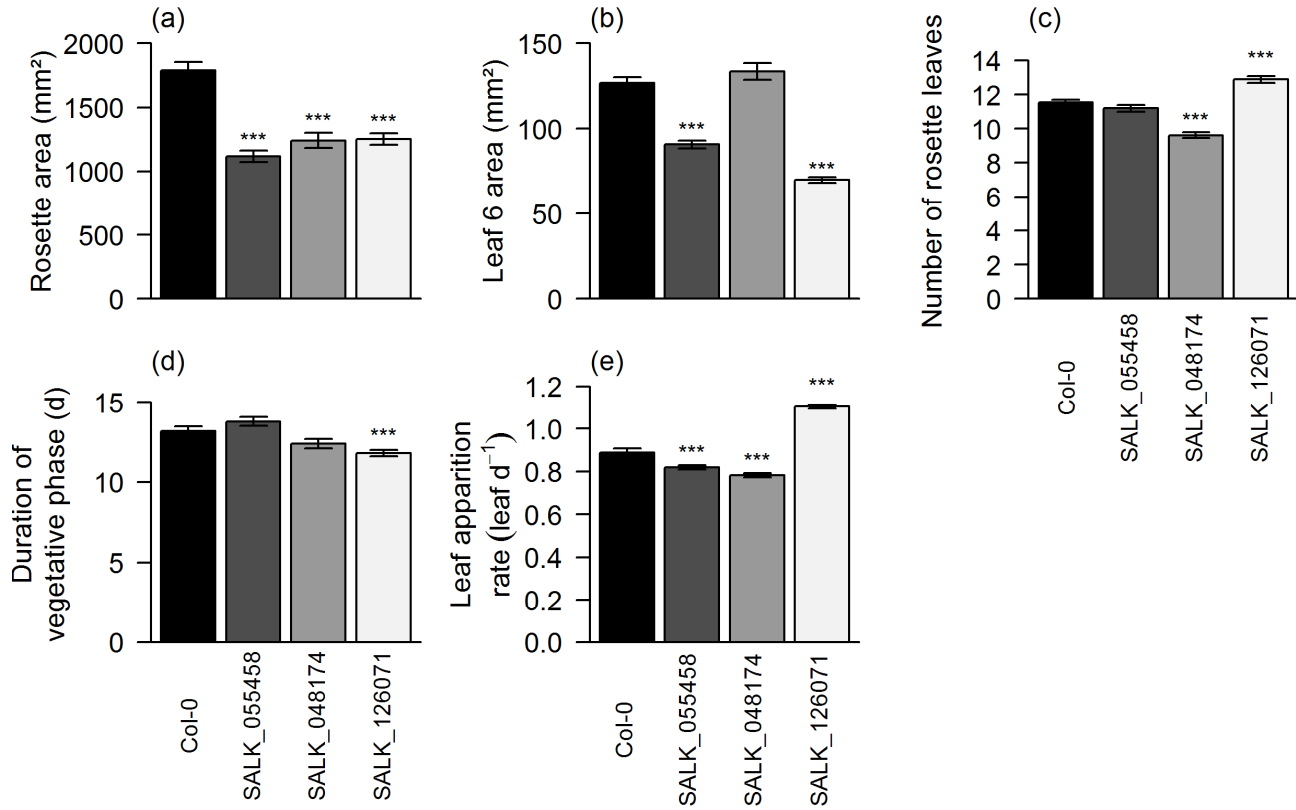 (a)
Rosette area (mm²)
2000
1500
1000
500
0
***
***
***
(b)
Leaf 6 area (mm²)
150
100
50
0
***
***
(c)
Number of rosette leaves
14
12
10
8
6
4
2
0
***
***
Col-0
SALK_055458
SALK_048174
SALK_126071
(d)
Duration of
vegetative phase (d)
15
10
5
0
***
Col-0
SALK_055458
SALK_048174
SALK_126071
(e)
Leaf apparition
rate (leaf d⁻¹)
1.2
1.0
0.8
0.6
0.4
0.2
0.0
***
***
***
Col-0
SALK_055458
SALK_048174
SALK_126071